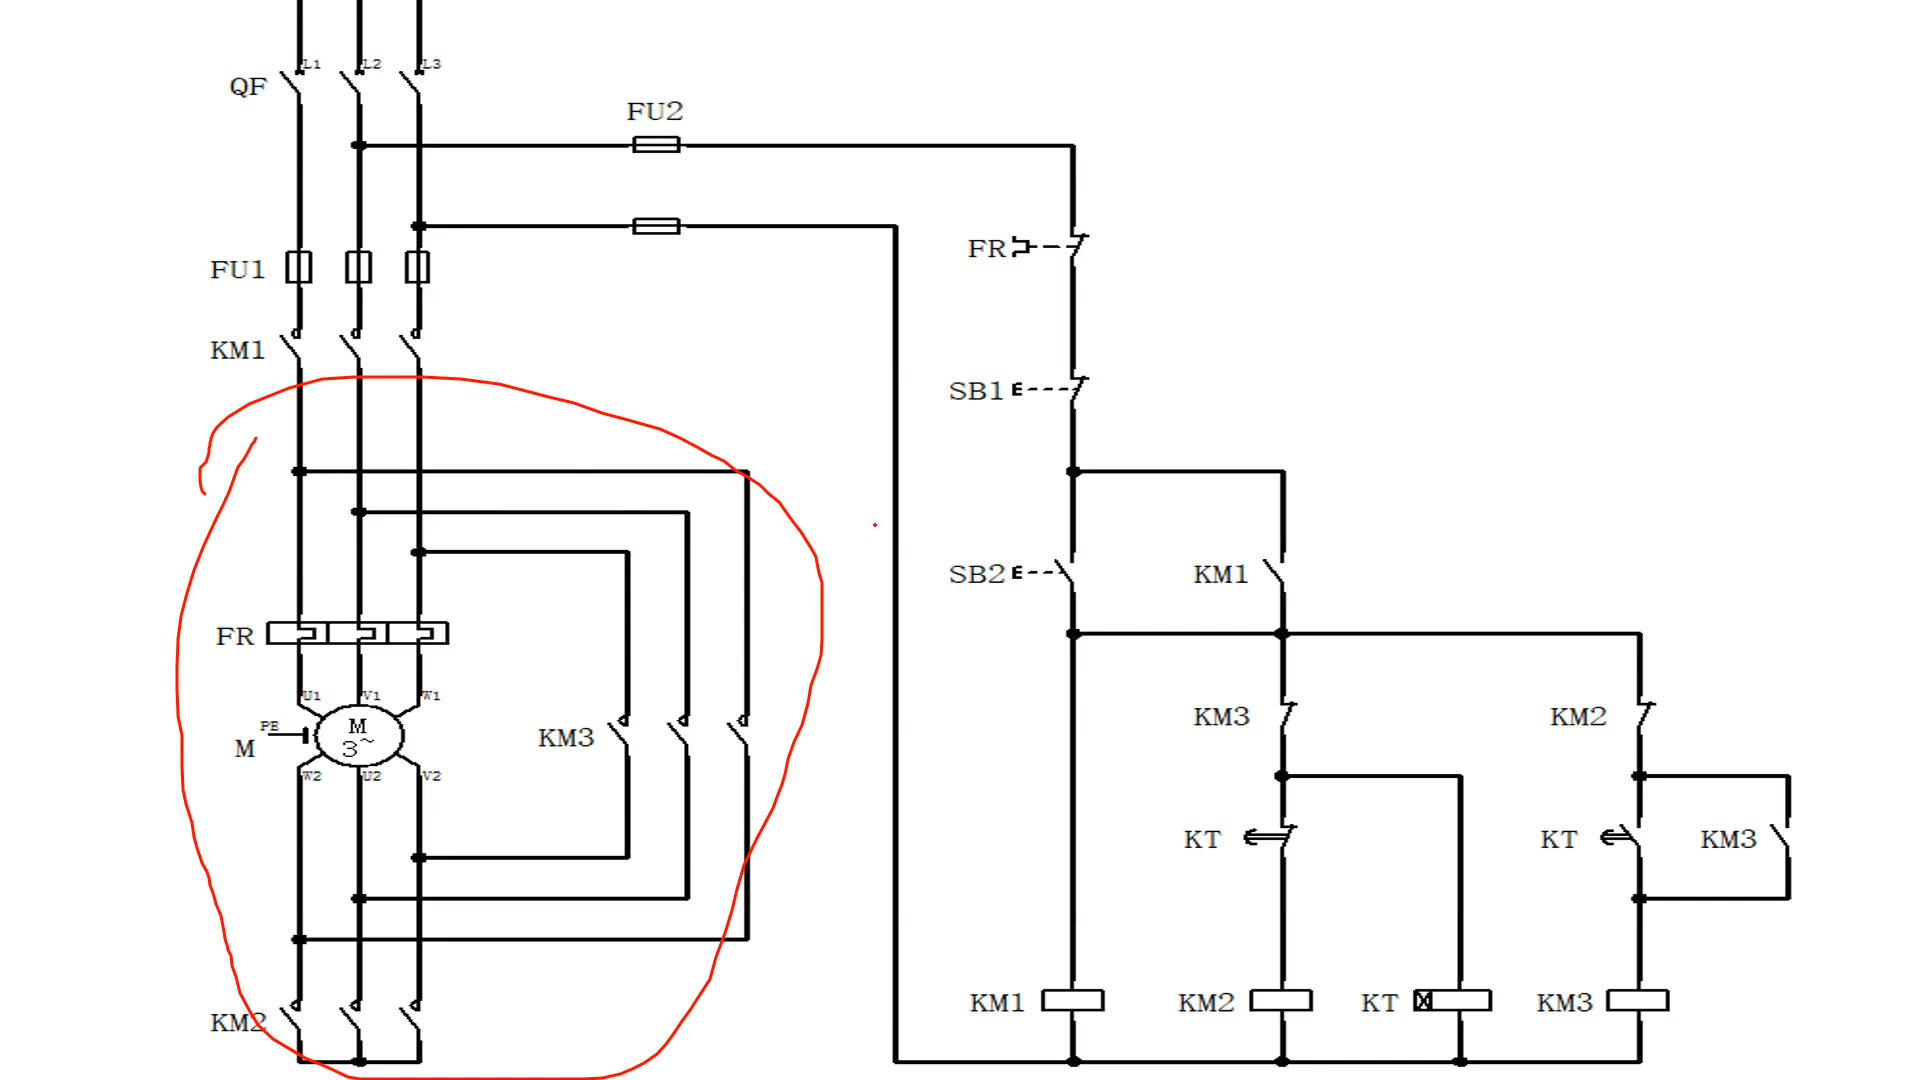 L1 L2 L3
QF
FU2
FR
FU1
KM1
SB1
SB2 KM1
FR
U1 V1 W1
KM3 KM2
PE
M
3~
M
KM3
W2 U2 V2
KT KT KM3
KM1 KM2 KT KM3
KM2